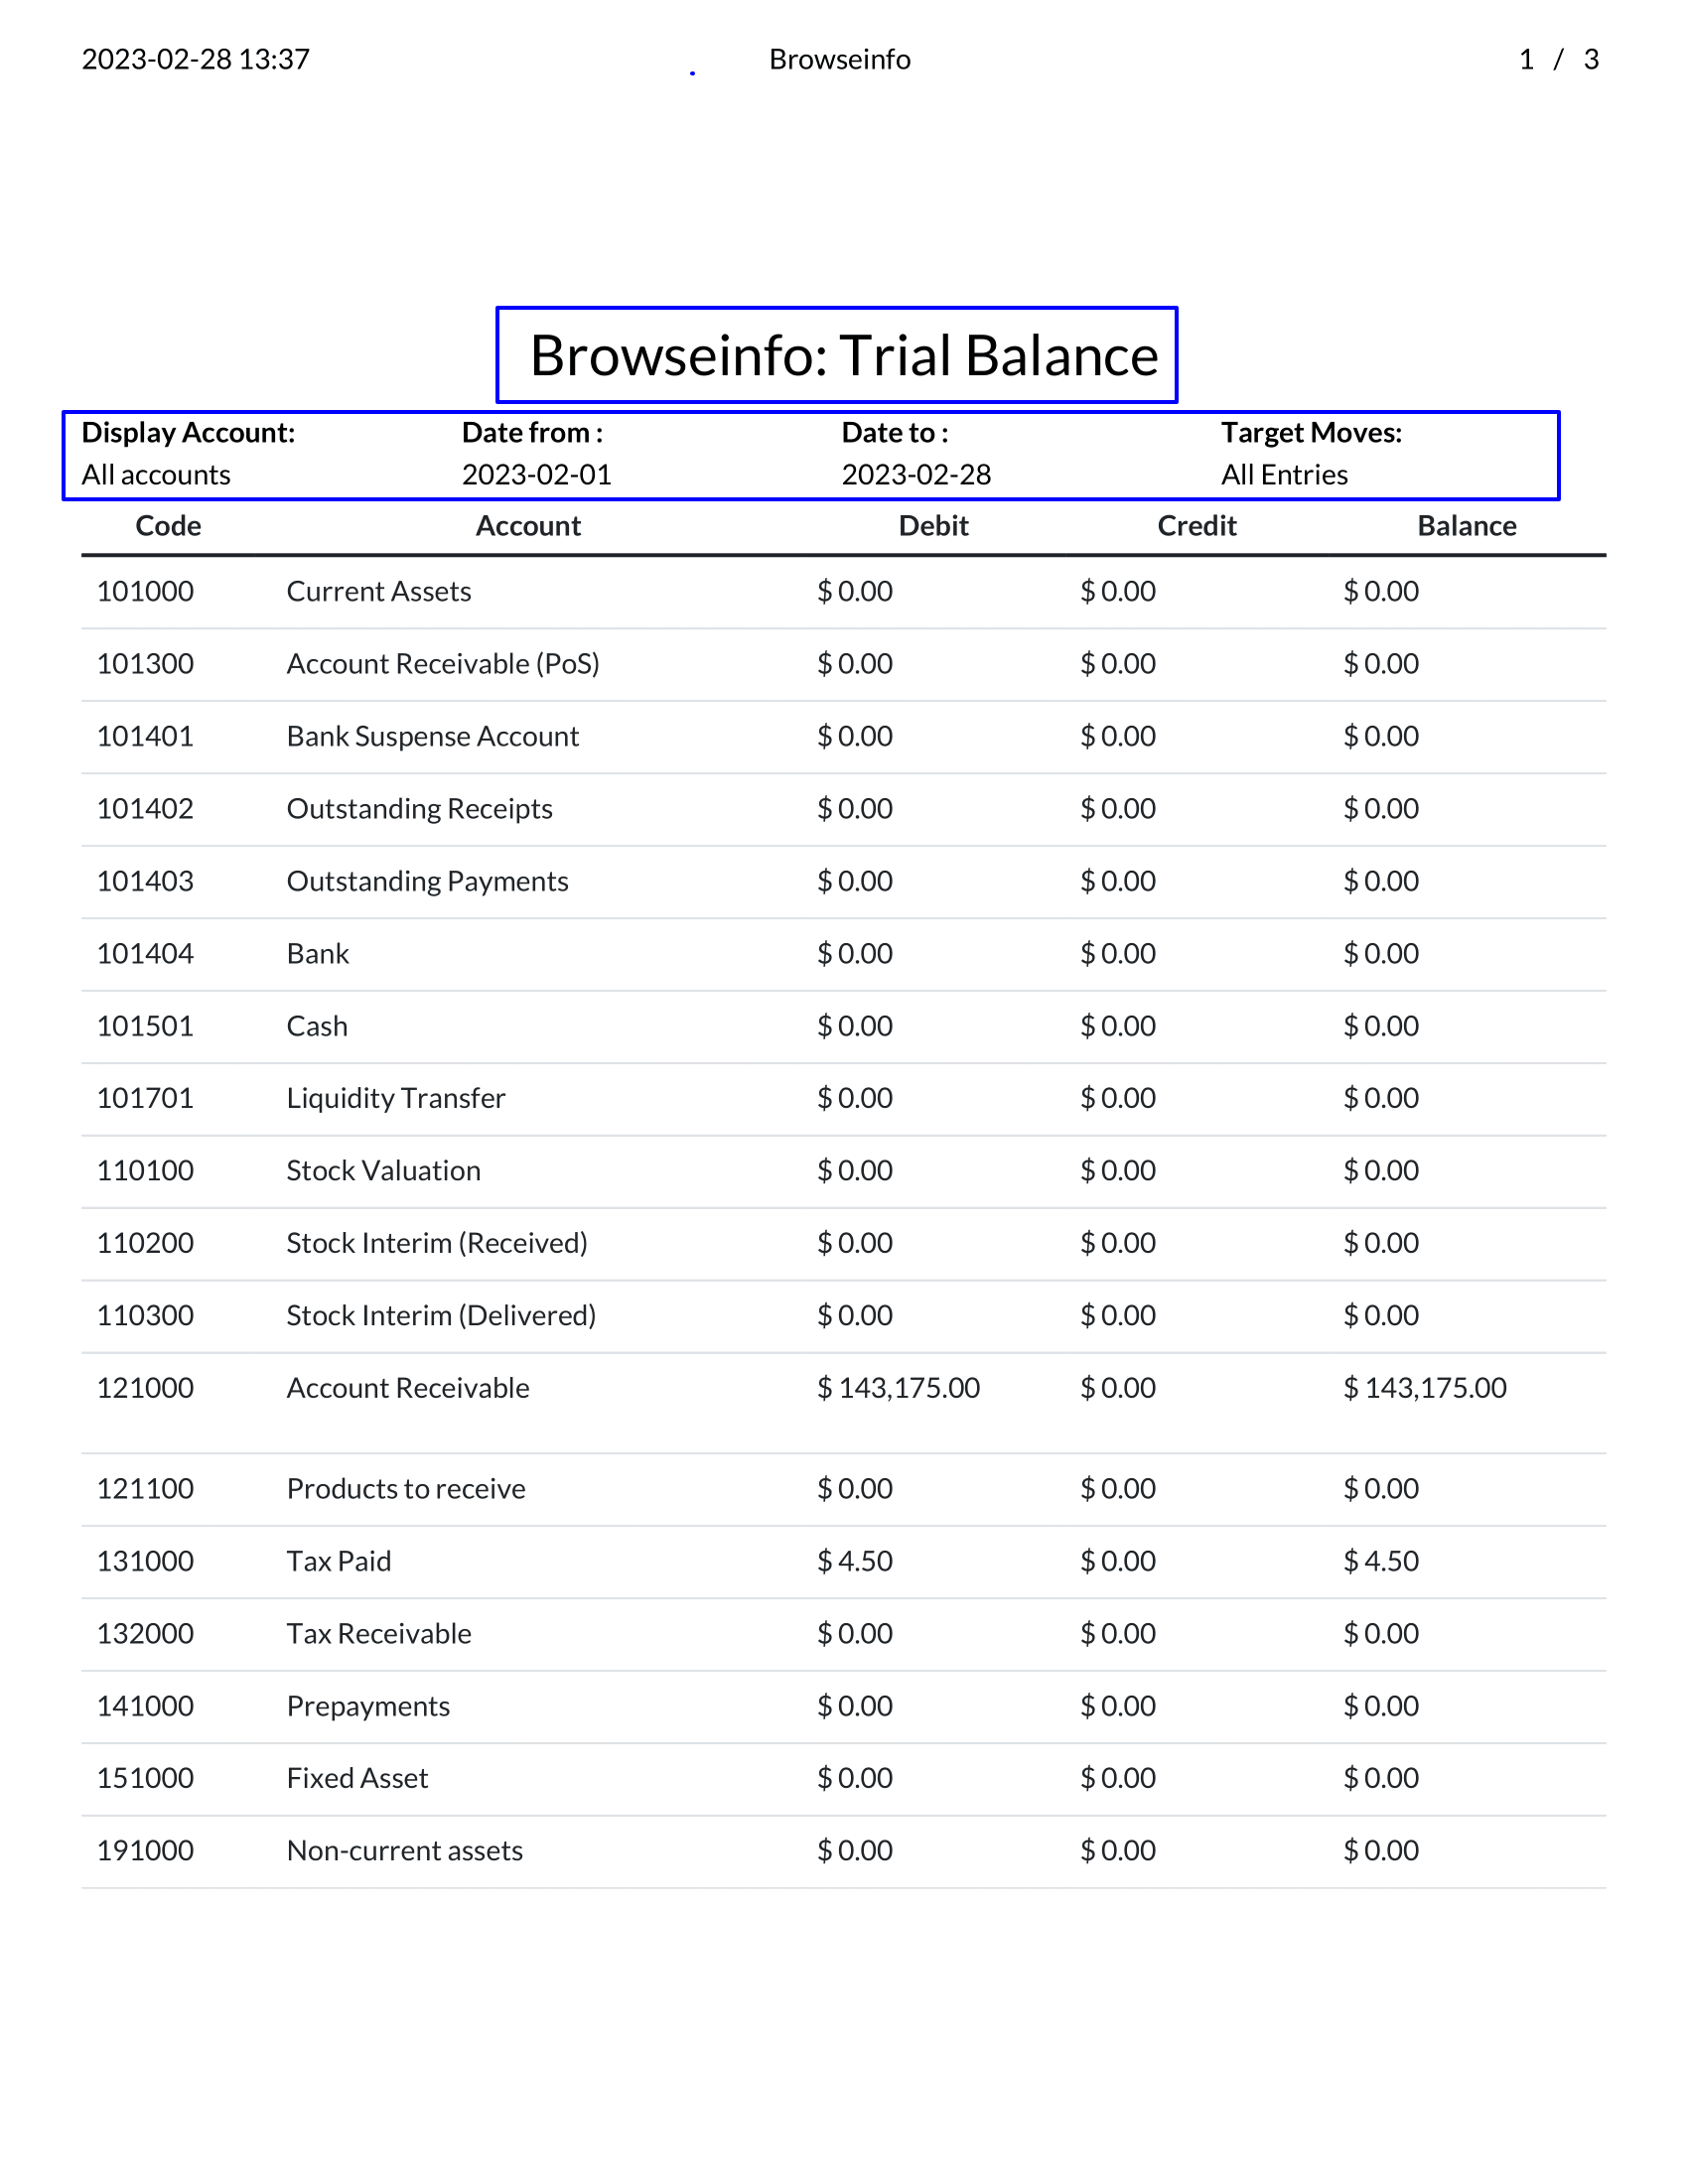 2023-02-28 13:37 Browseinfo 1 / 3
Browseinfo: Trial Balance
Display Account: Date from : Date to : Target Moves:
All accounts 2023-02-01 2023-02-28 All Entries
Code Account Debit Credit Balance
101000 Current Assets $ 0.00 $ 0.00 $ 0.00
101300 Account Receivable (PoS) $ 0.00 $ 0.00 $ 0.00
101401 Bank Suspense Account $ 0.00 $ 0.00 $ 0.00
101402 Outstanding Receipts $ 0.00 $ 0.00 $ 0.00
101403 Outstanding Payments $ 0.00 $ 0.00 $ 0.00
101404 Bank $ 0.00 $ 0.00 $ 0.00
101501 Cash $ 0.00 $ 0.00 $ 0.00
101701 Liquidity Transfer $ 0.00 $ 0.00 $ 0.00
110100 Stock Valuation $ 0.00 $ 0.00 $ 0.00
110200 Stock Interim (Received) $ 0.00 $ 0.00 $ 0.00
110300 Stock Interim (Delivered) $ 0.00 $ 0.00 $ 0.00
121000 Account Receivable $ 143,175.00 $ 0.00 $ 143,175.00
121100 Products to receive $ 0.00 $ 0.00 $ 0.00
131000 Tax Paid $ 4.50 $ 0.00 $ 4.50
132000 Tax Receivable $ 0.00 $ 0.00 $ 0.00
141000 Prepayments $ 0.00 $ 0.00 $ 0.00
151000 Fixed Asset $ 0.00 $ 0.00 $ 0.00
191000 Non-current assets $ 0.00 $ 0.00 $ 0.00